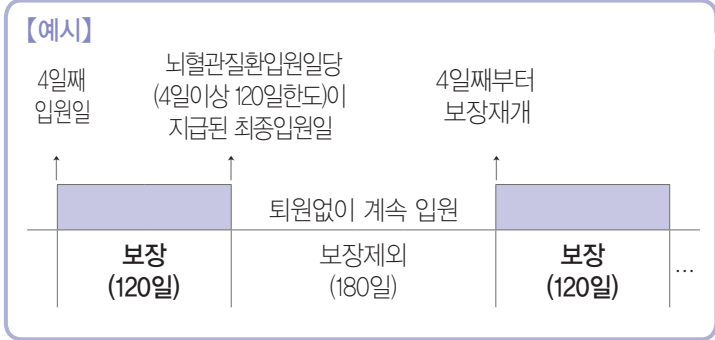 【예시】
4일째
입원일
뇌혈관질환입원일당
(4일이상 120일한도)이
지급된 최종입원일
4일째부터
보장재개
퇴원없이 계속 입원
보장
(120일)
보장제외
(180일)
보장
(120일)
...